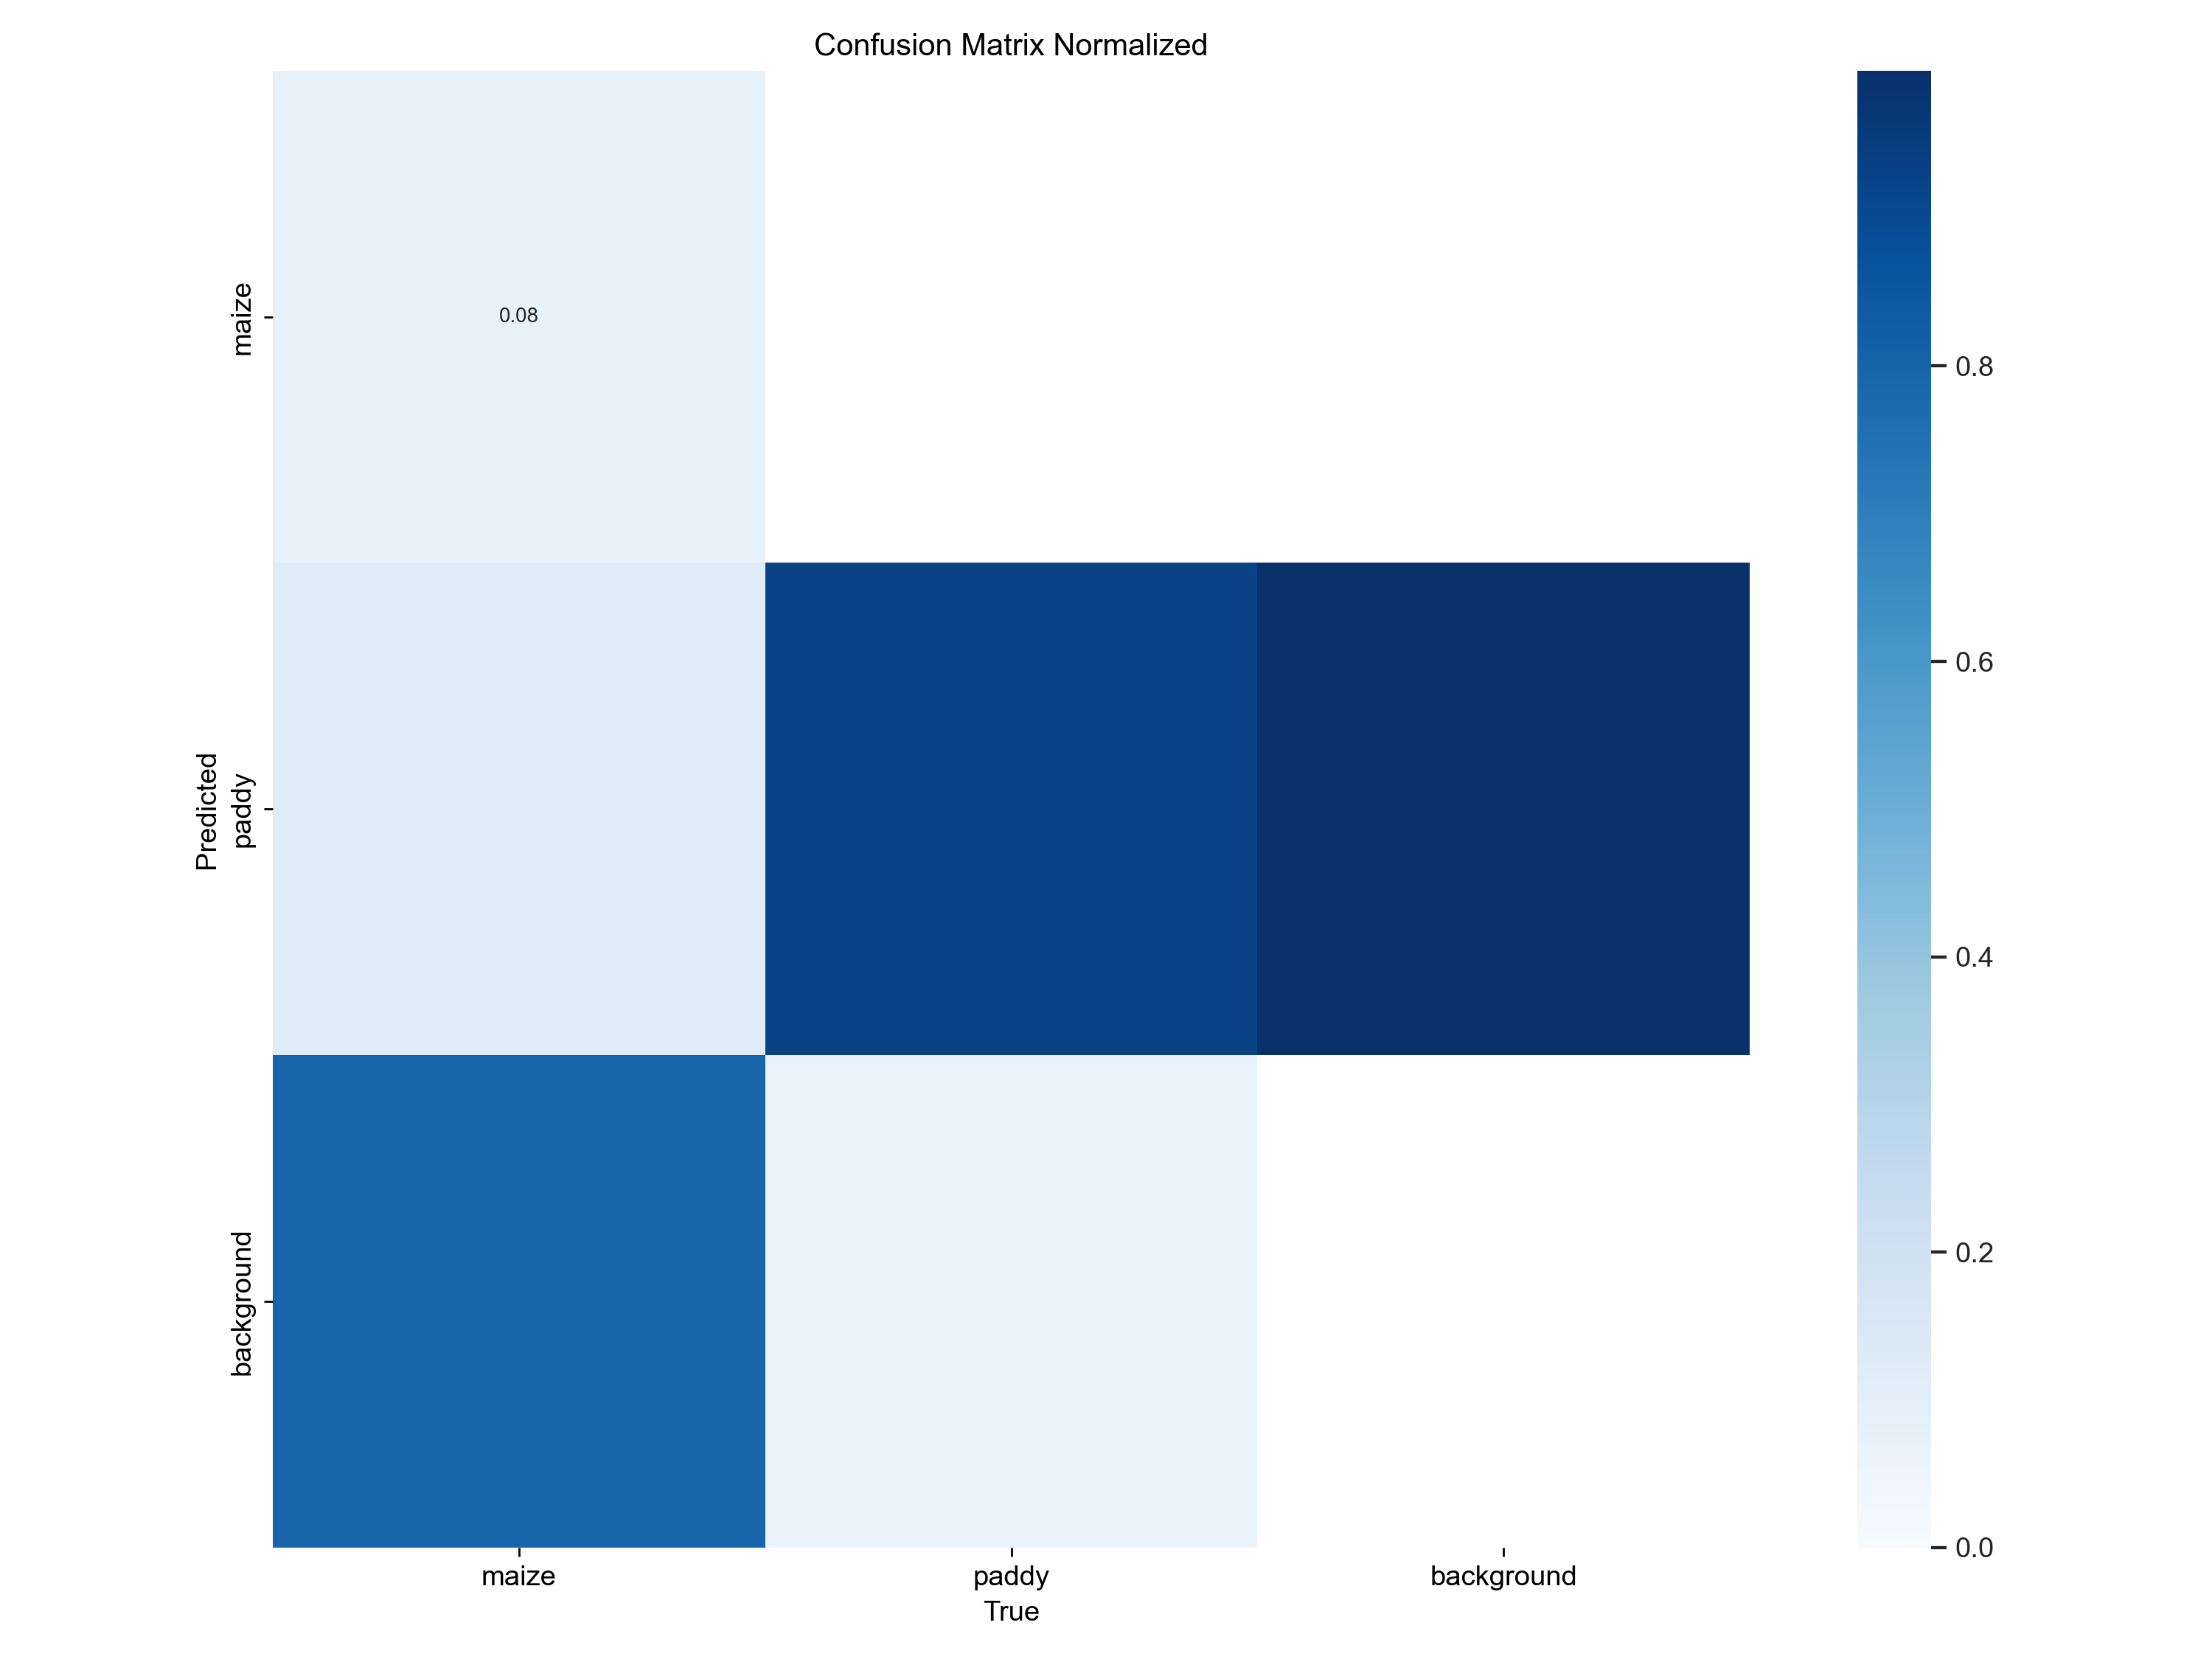 Confusion Matrix Normalized
maize
0.08
0.8
0.6
Predicted
paddy
0.4
background
0.2
0.0
maize
paddy
background
True